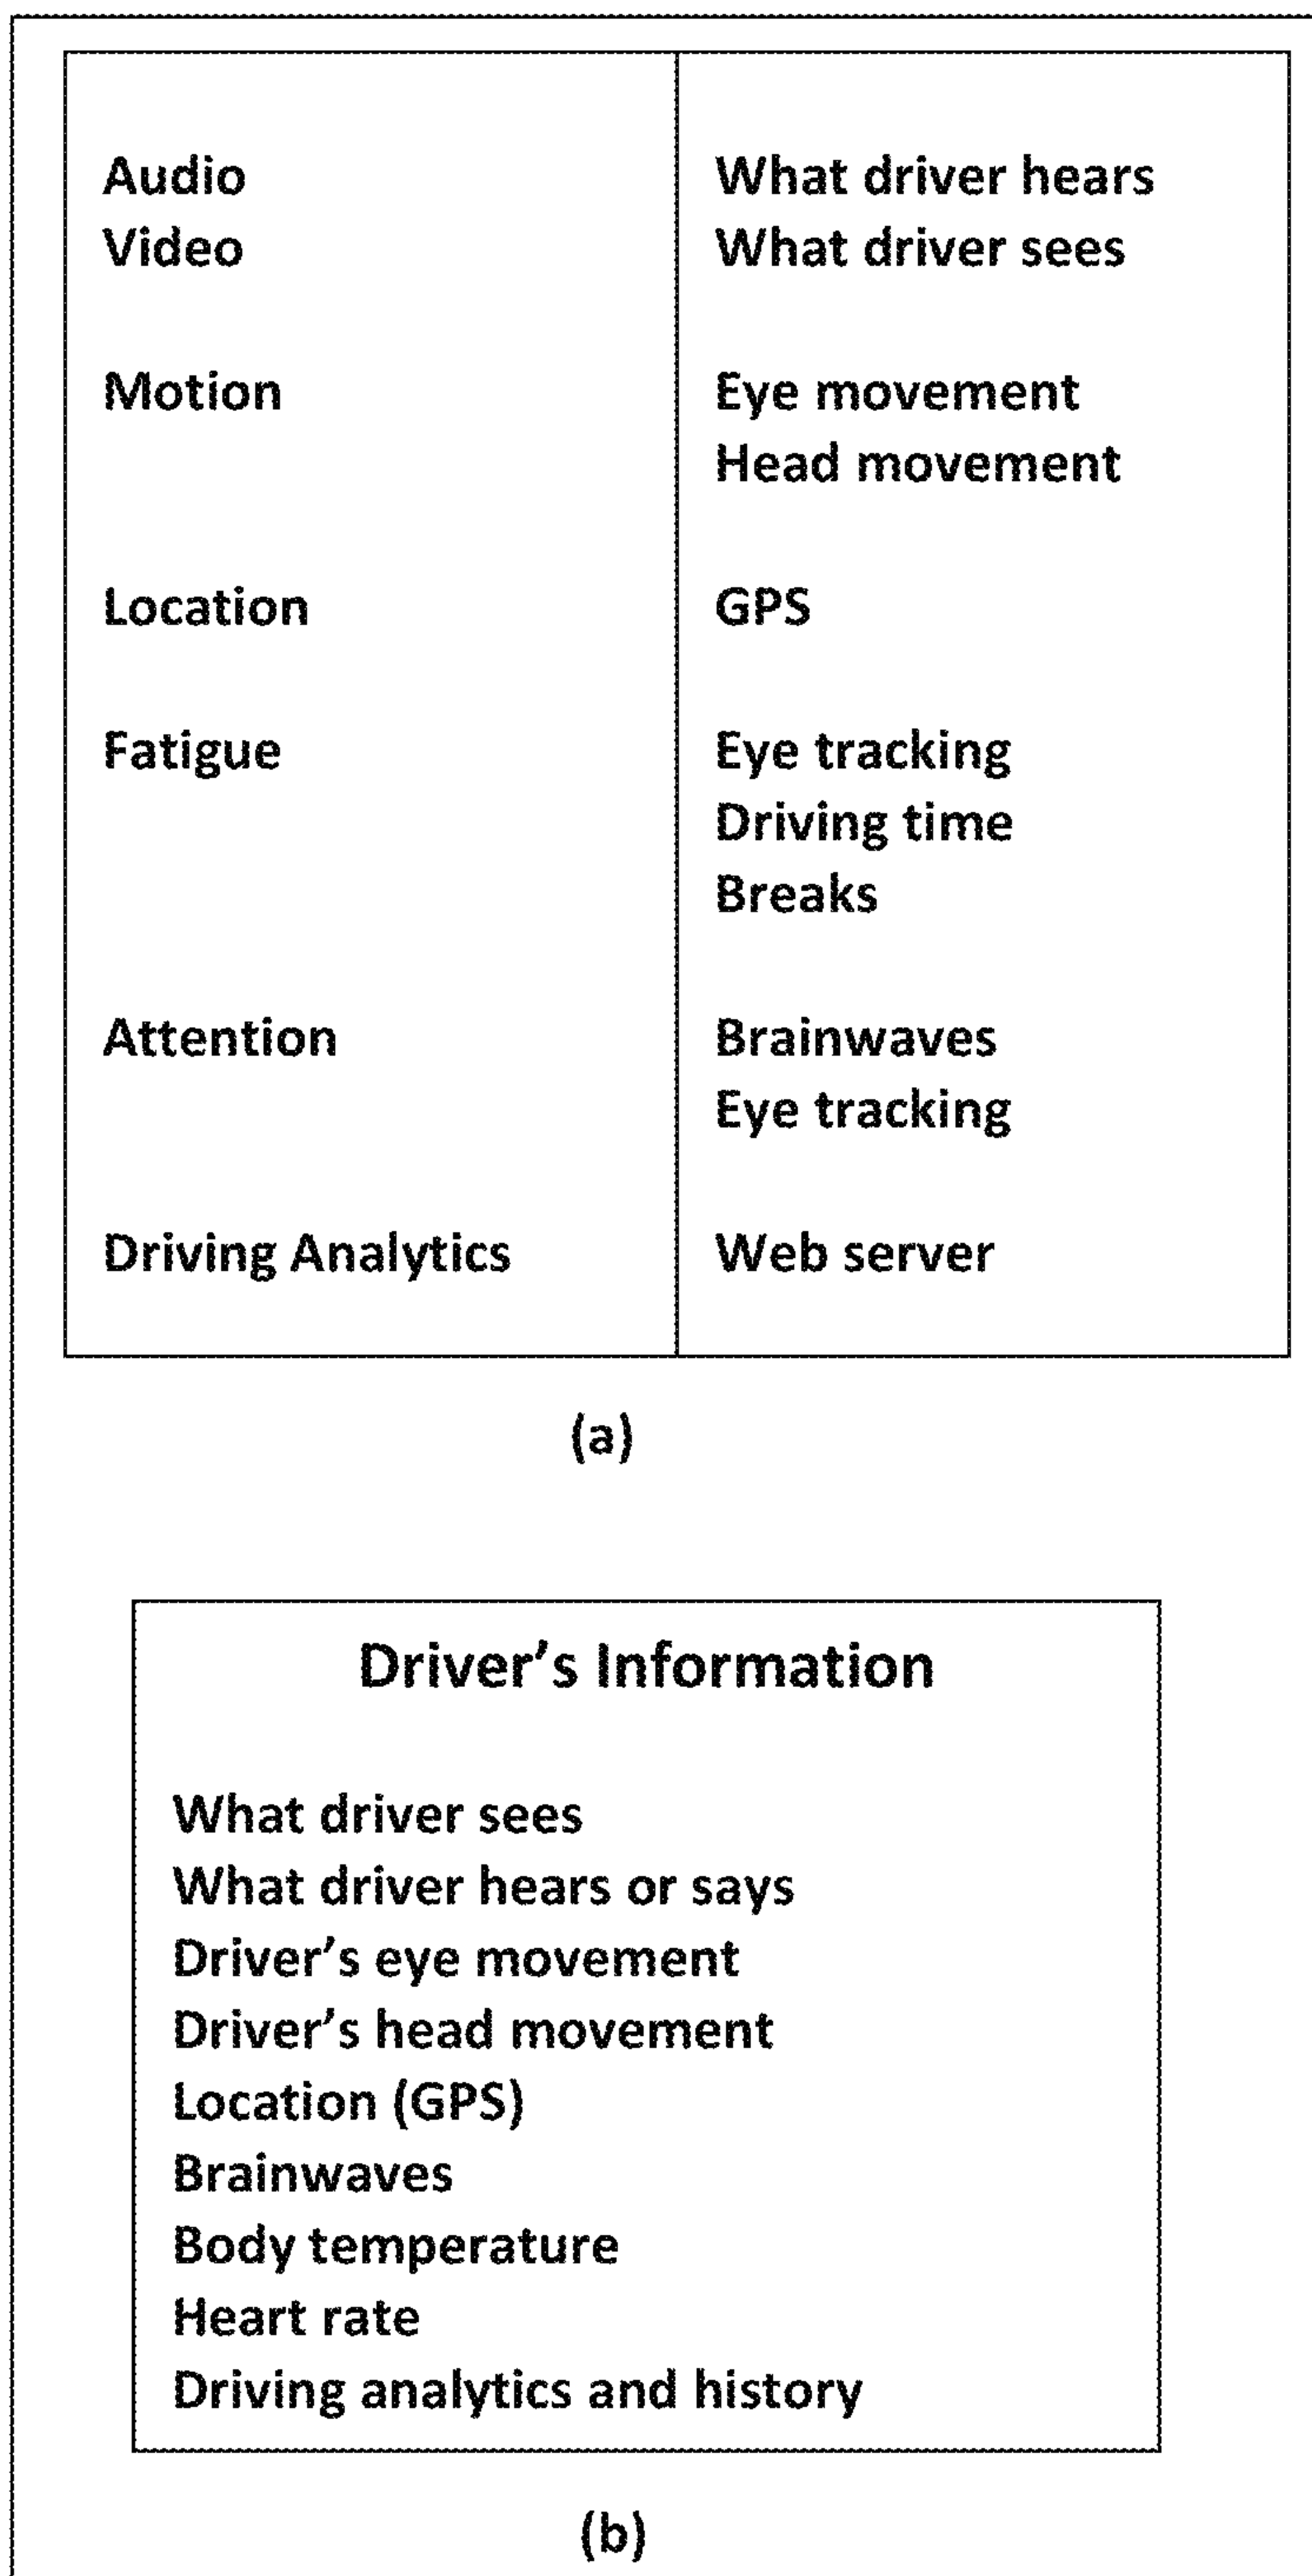 Audio What driver hears
Video What driver sees
Motion Eye movement
Head movement
Location GPS
Fatigue Eye tracking
Driving time
Breaks
Attention Brainwaves
Eye tracking
Driving Analytics Web server
(a)
Driver’s Information
What driver sees
What driver hears or says
Driver’s eye movement
Driver’s head movement
Location (GPS)
Brainwaves
Body temperature
Heart rate
Driving analytics and history
(b)